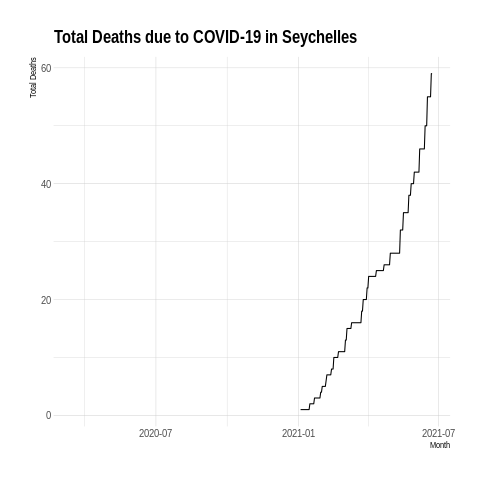 Total Deaths due to COVID-19 in Seychelles
Total Deaths
60
40
20
0
2020-07 2021-01 2021-07
Month